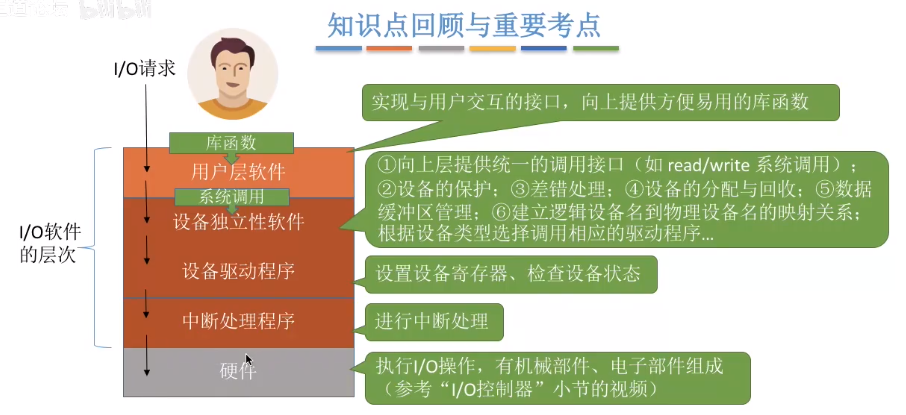 bilibili
知识点回顾与重要考点
I/O请求
实现与用户交互的接口，向上提供方便易用的库函数
库函数
用户层软件
系统调用
设备独立性软件
①向上层提供统一的调用接口（如 read/write 系统调用）；
②设备的保护；③差错处理；④设备的分配与回收；⑤数据
缓冲区管理；⑥建立逻辑设备名到物理设备名的映射关系；
根据设备类型选择调用相应的驱动程序...
I/O软件
的层次
设备驱动程序
设置设备寄存器、检查设备状态
中断处理程序
进行中断处理
硬件
执行I/O操作，有机械部件、电子部件组成
（参考“I/O控制器”小节的视频）